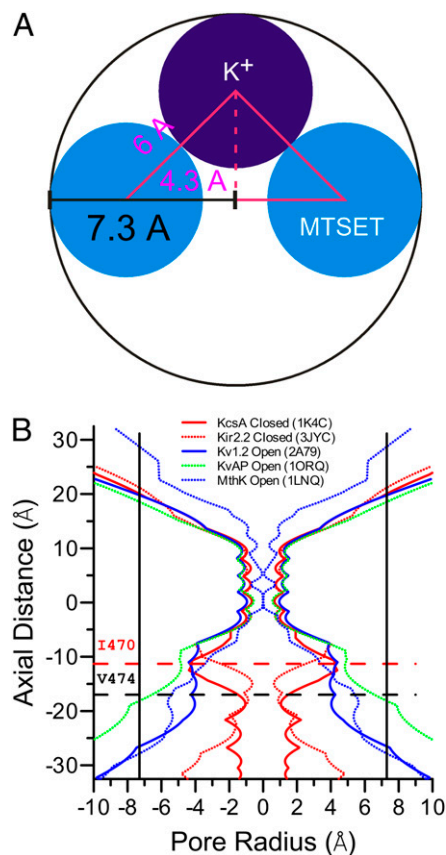 A
K+
6 A
4.3 A
7.3 A
MTSET
B
KcsA Closed (1K4C)
Kir2.2 Closed (3JYC)
Kv1.2 Open (2A79)
KvAP Open (1ORQ)
MthK Open (1LNQ)
30
20
10
0
-10
-20
-30
Axial Distance (Å)
I470
V474
-10 -8 -6 -4 -2 0 2 4 6 8 10
Pore Radius (Å)